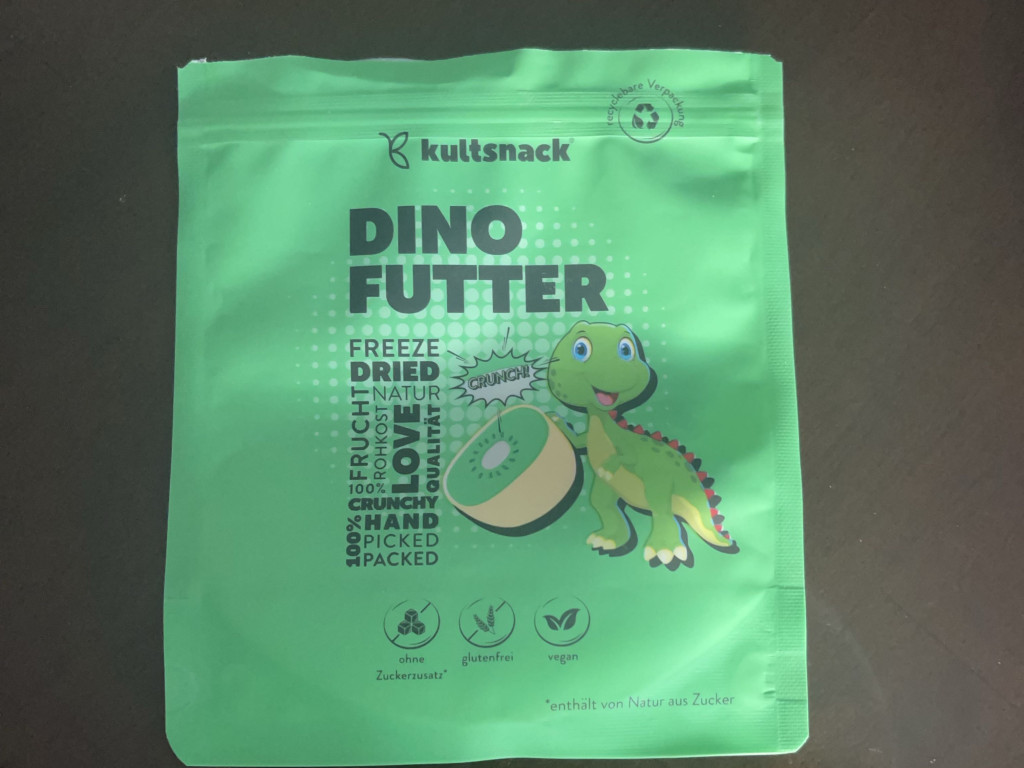 recyclebare Verpackung
kultsnack®
DINO
FUTTER
FREEZE
DRIED
NATUR
FRUCHT
100% ROHKOST
LOVE
QUALITÄT
CRUNCH!
100% CRUNCHY
HAND
PICKED
PACKED
ohne
Zuckerzusatz*
glutenfrei
vegan
*enthält von Natur aus Zucker